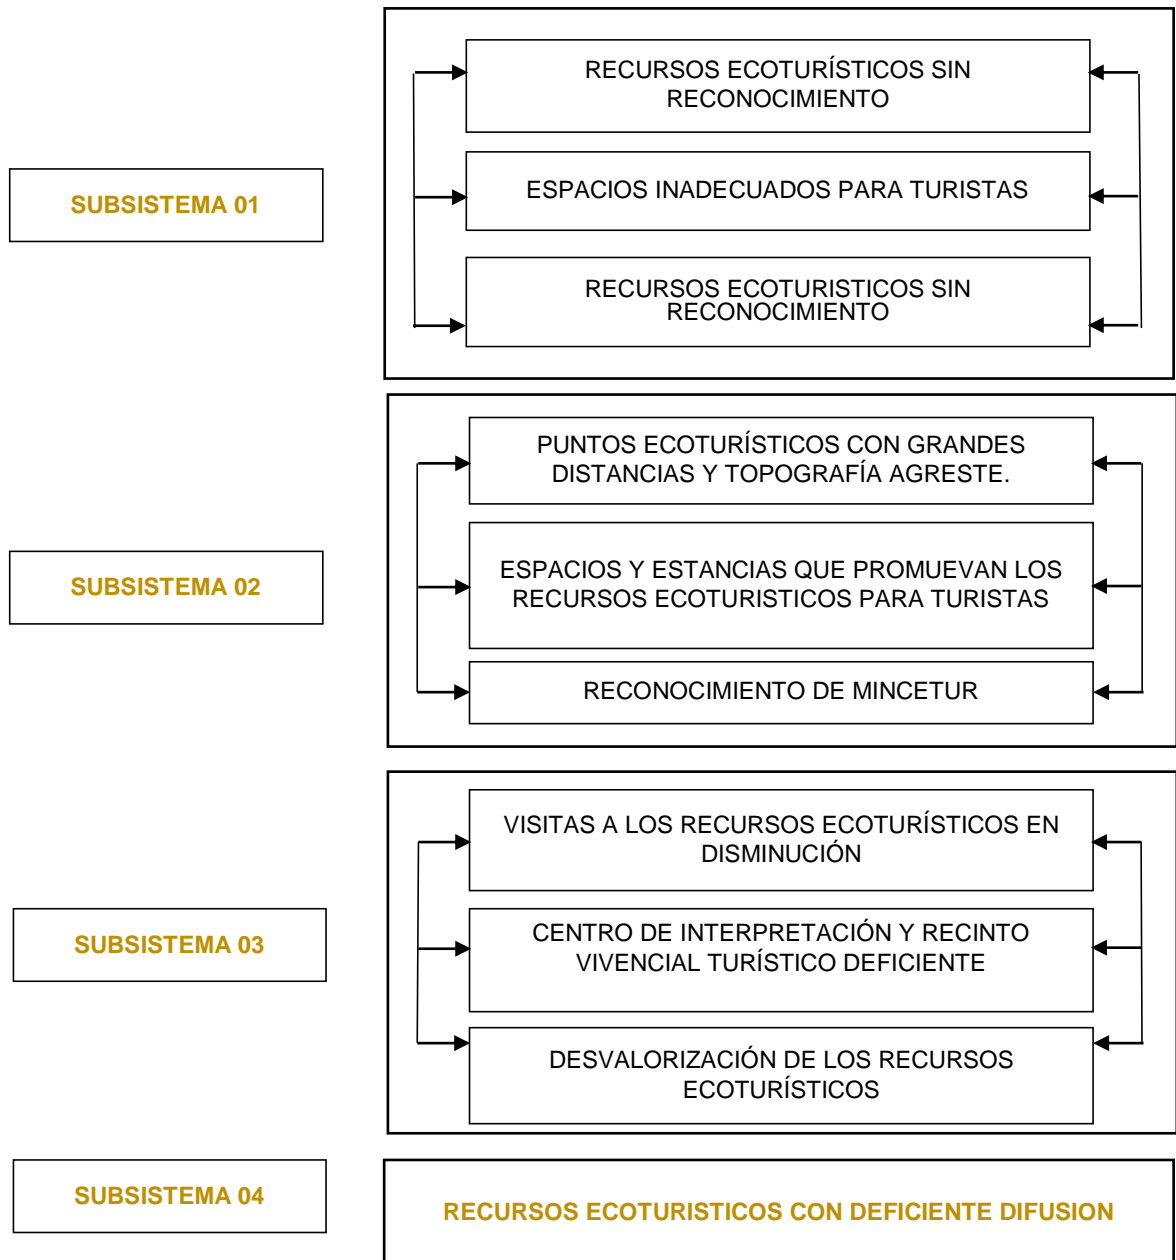 RECURSOS ECOTURÍSTICOS SIN
RECONOCIMIENTO
SUBSISTEMA 01
ESPACIOS INADECUADOS PARA TURISTAS
RECURSOS ECOTURISTICOS SIN
RECONOCIMIENTO
PUNTOS ECOTURÍSTICOS CON GRANDES
DISTANCIAS Y TOPOGRAFÍA AGRESTE.
SUBSISTEMA 02
ESPACIOS Y ESTANCIAS QUE PROMUEVAN LOS
RECURSOS ECOTURISTICOS PARA TURISTAS
RECONOCIMIENTO DE MINCETUR
VISITAS A LOS RECURSOS ECOTURÍSTICOS EN
DISMINUCIÓN
SUBSISTEMA 03
CENTRO DE INTERPRETACIÓN Y RECINTO
VIVENCIAL TURÍSTICO DEFICIENTE
DESVALORIZACIÓN DE LOS RECURSOS
ECOTURÍSTICOS
SUBSISTEMA 04
RECURSOS ECOTURISTICOS CON DEFICIENTE DIFUSION